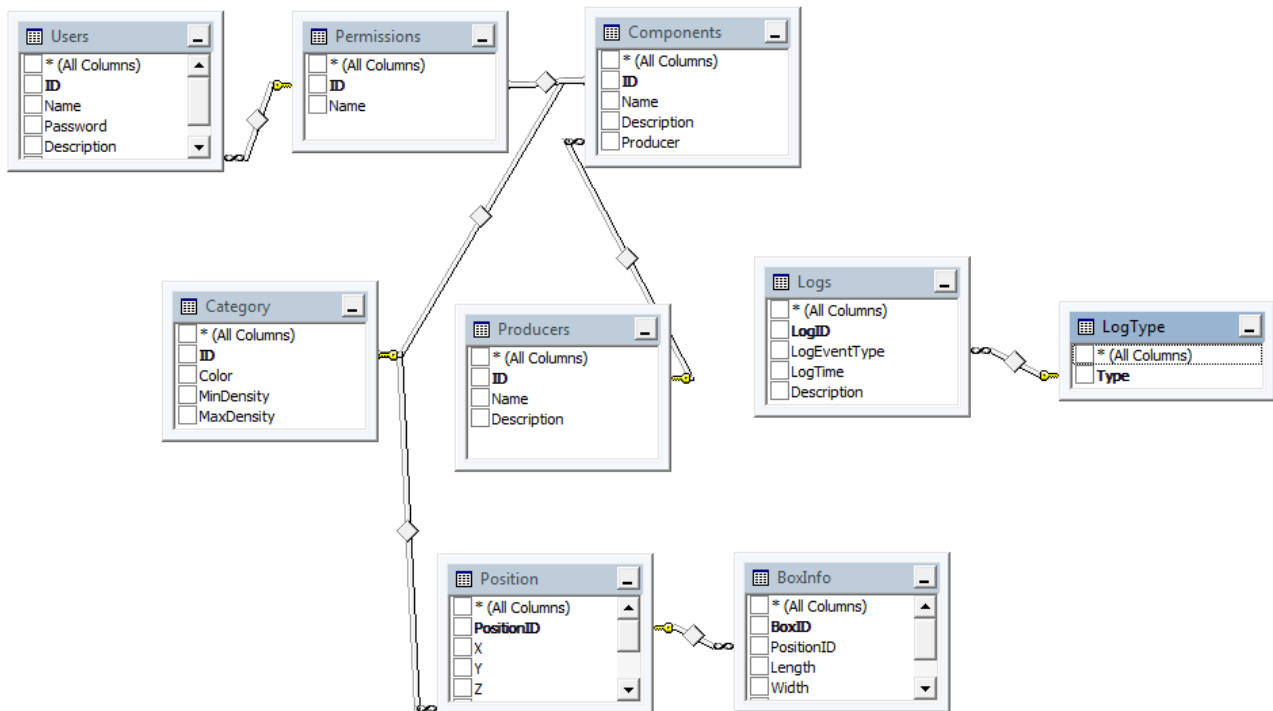 Users
* (All Columns)
ID
Name
Password
Description
Permissions
* (All Columns)
ID
Name
Components
* (All Columns)
ID
Name
Description
Producer
Category
* (All Columns)
ID
Color
MinDensity
MaxDensity
Producers
* (All Columns)
ID
Name
Description
Logs
* (All Columns)
LogID
LogEventType
LogTime
Description
LogType
* (All Columns)
Type
Position
* (All Columns)
PositionID
X
Y
Z
BoxInfo
* (All Columns)
BoxID
PositionID
Length
Width